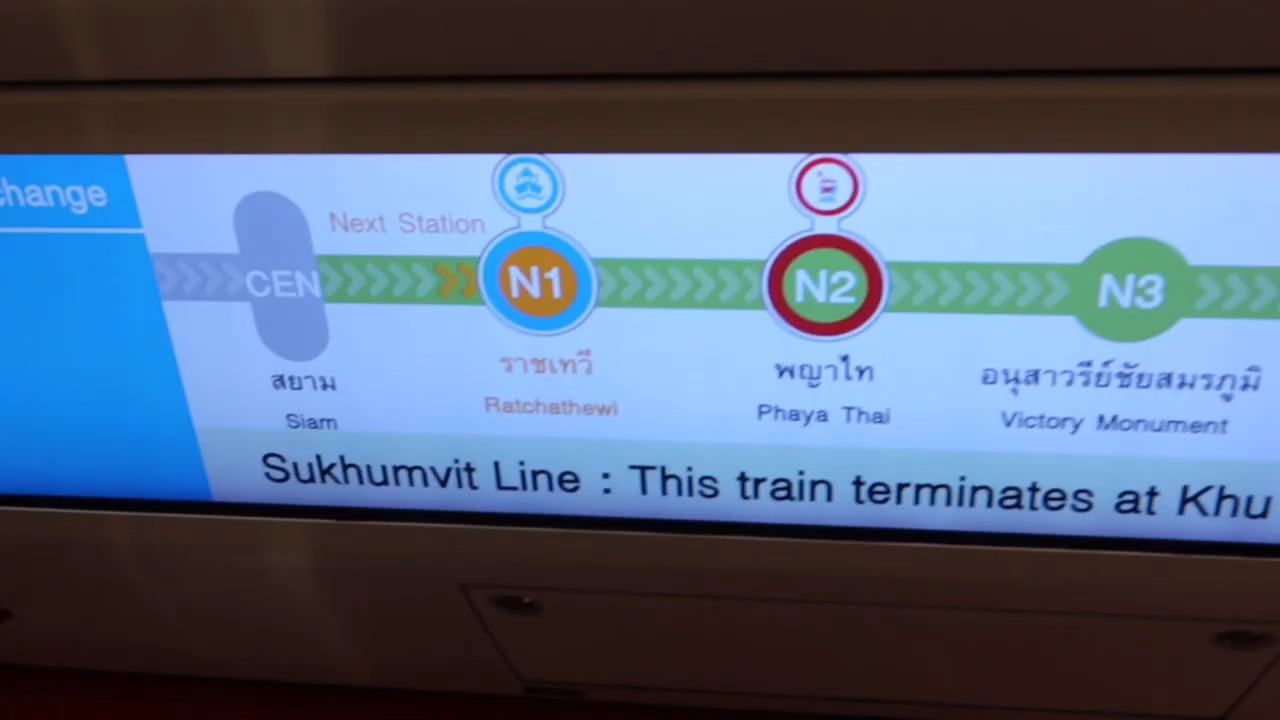 change
Next Station
CEN
N1
N2
N3
สยาม
ราชเทวี
พญาไท
อนุสาวรีย์ชัยสมรภูมิ
Siam
Ratchathewi
Phaya Thai
Victory Monument
Sukhumvit Line : This train terminates at Khu